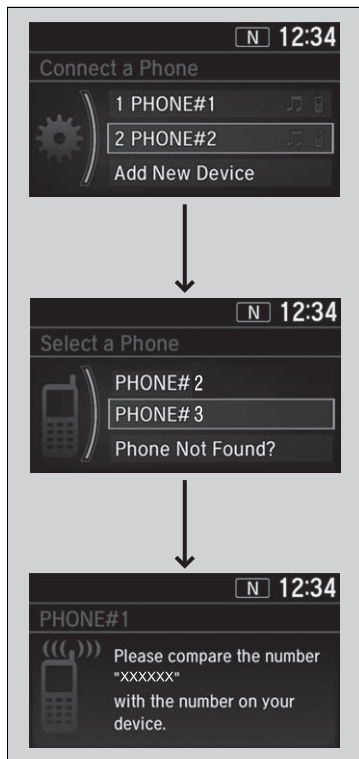 N 12:34
Connect a Phone
1 PHONE#1
2 PHONE#2
Add New Device
N 12:34
Select a Phone
PHONE# 2
PHONE# 3
Phone Not Found?
N 12:34
PHONE#1
Please compare the number
"XXXXXX"
with the number on your
device.